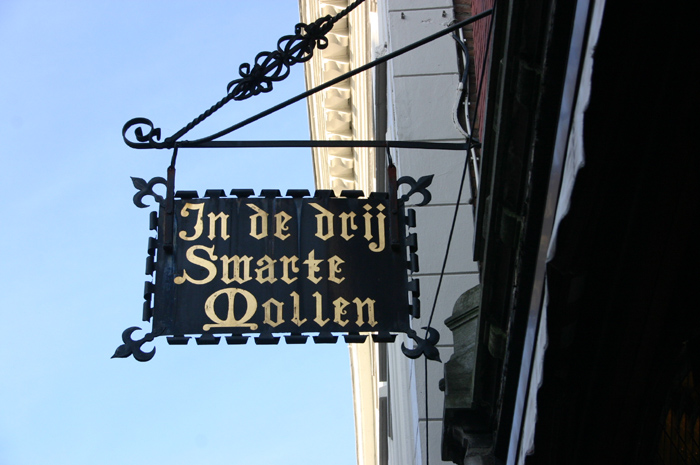 In de drij
Swarte
Mollen